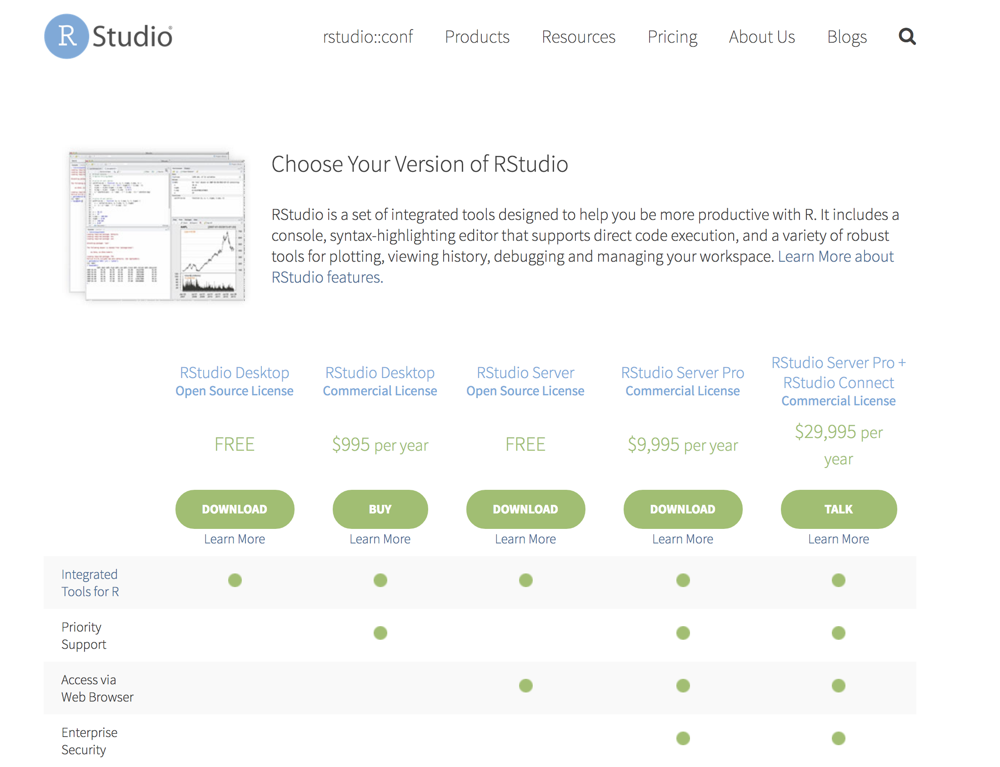 R Studio®
rstudio::conf Products Resources Pricing About Us Blogs
Choose Your Version of RStudio
RStudio is a set of integrated tools designed to help you be more productive with R. It includes a
console, syntax-highlighting editor that supports direct code execution, and a variety of robust
tools for plotting, viewing history, debugging and managing your workspace. Learn More about
RStudio features.
RStudio Desktop
Open Source License
RStudio Desktop
Commercial License
RStudio Server
Open Source License
RStudio Server Pro
Commercial License
RStudio Server Pro +
RStudio Connect
Commercial License
FREE
$995 per year
FREE
$9,995 per year
$29,995 per
year
DOWNLOAD BUY DOWNLOAD DOWNLOAD TALK
Learn More Learn More Learn More Learn More Learn More
Integrated
Tools for R
Priority
Support
Access via
Web Browser
Enterprise
Security